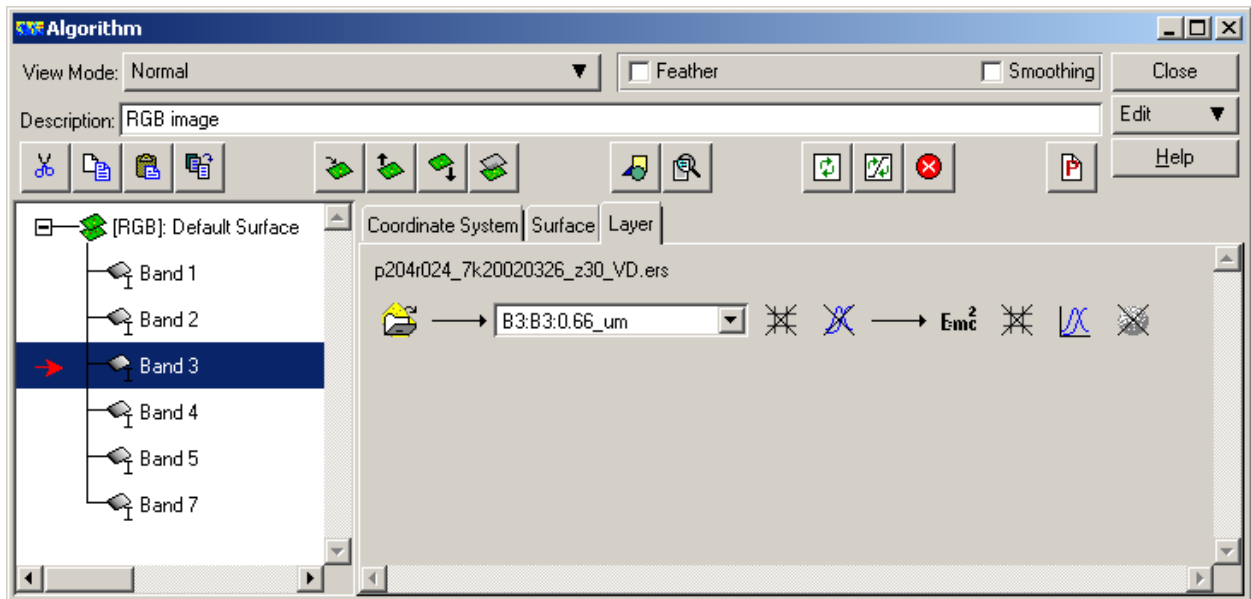 Algorithm
View Mode: Normal Feather Smoothing Close
Description: RGB image Edit
Help
[RGB]: Default Surface
Band 1
Band 2
Band 3
Band 4
Band 5
Band 7
Coordinate System Surface Layer
p204r024_7k20020326_z30_VD.ers
B3:B3:0.66_um Emc2